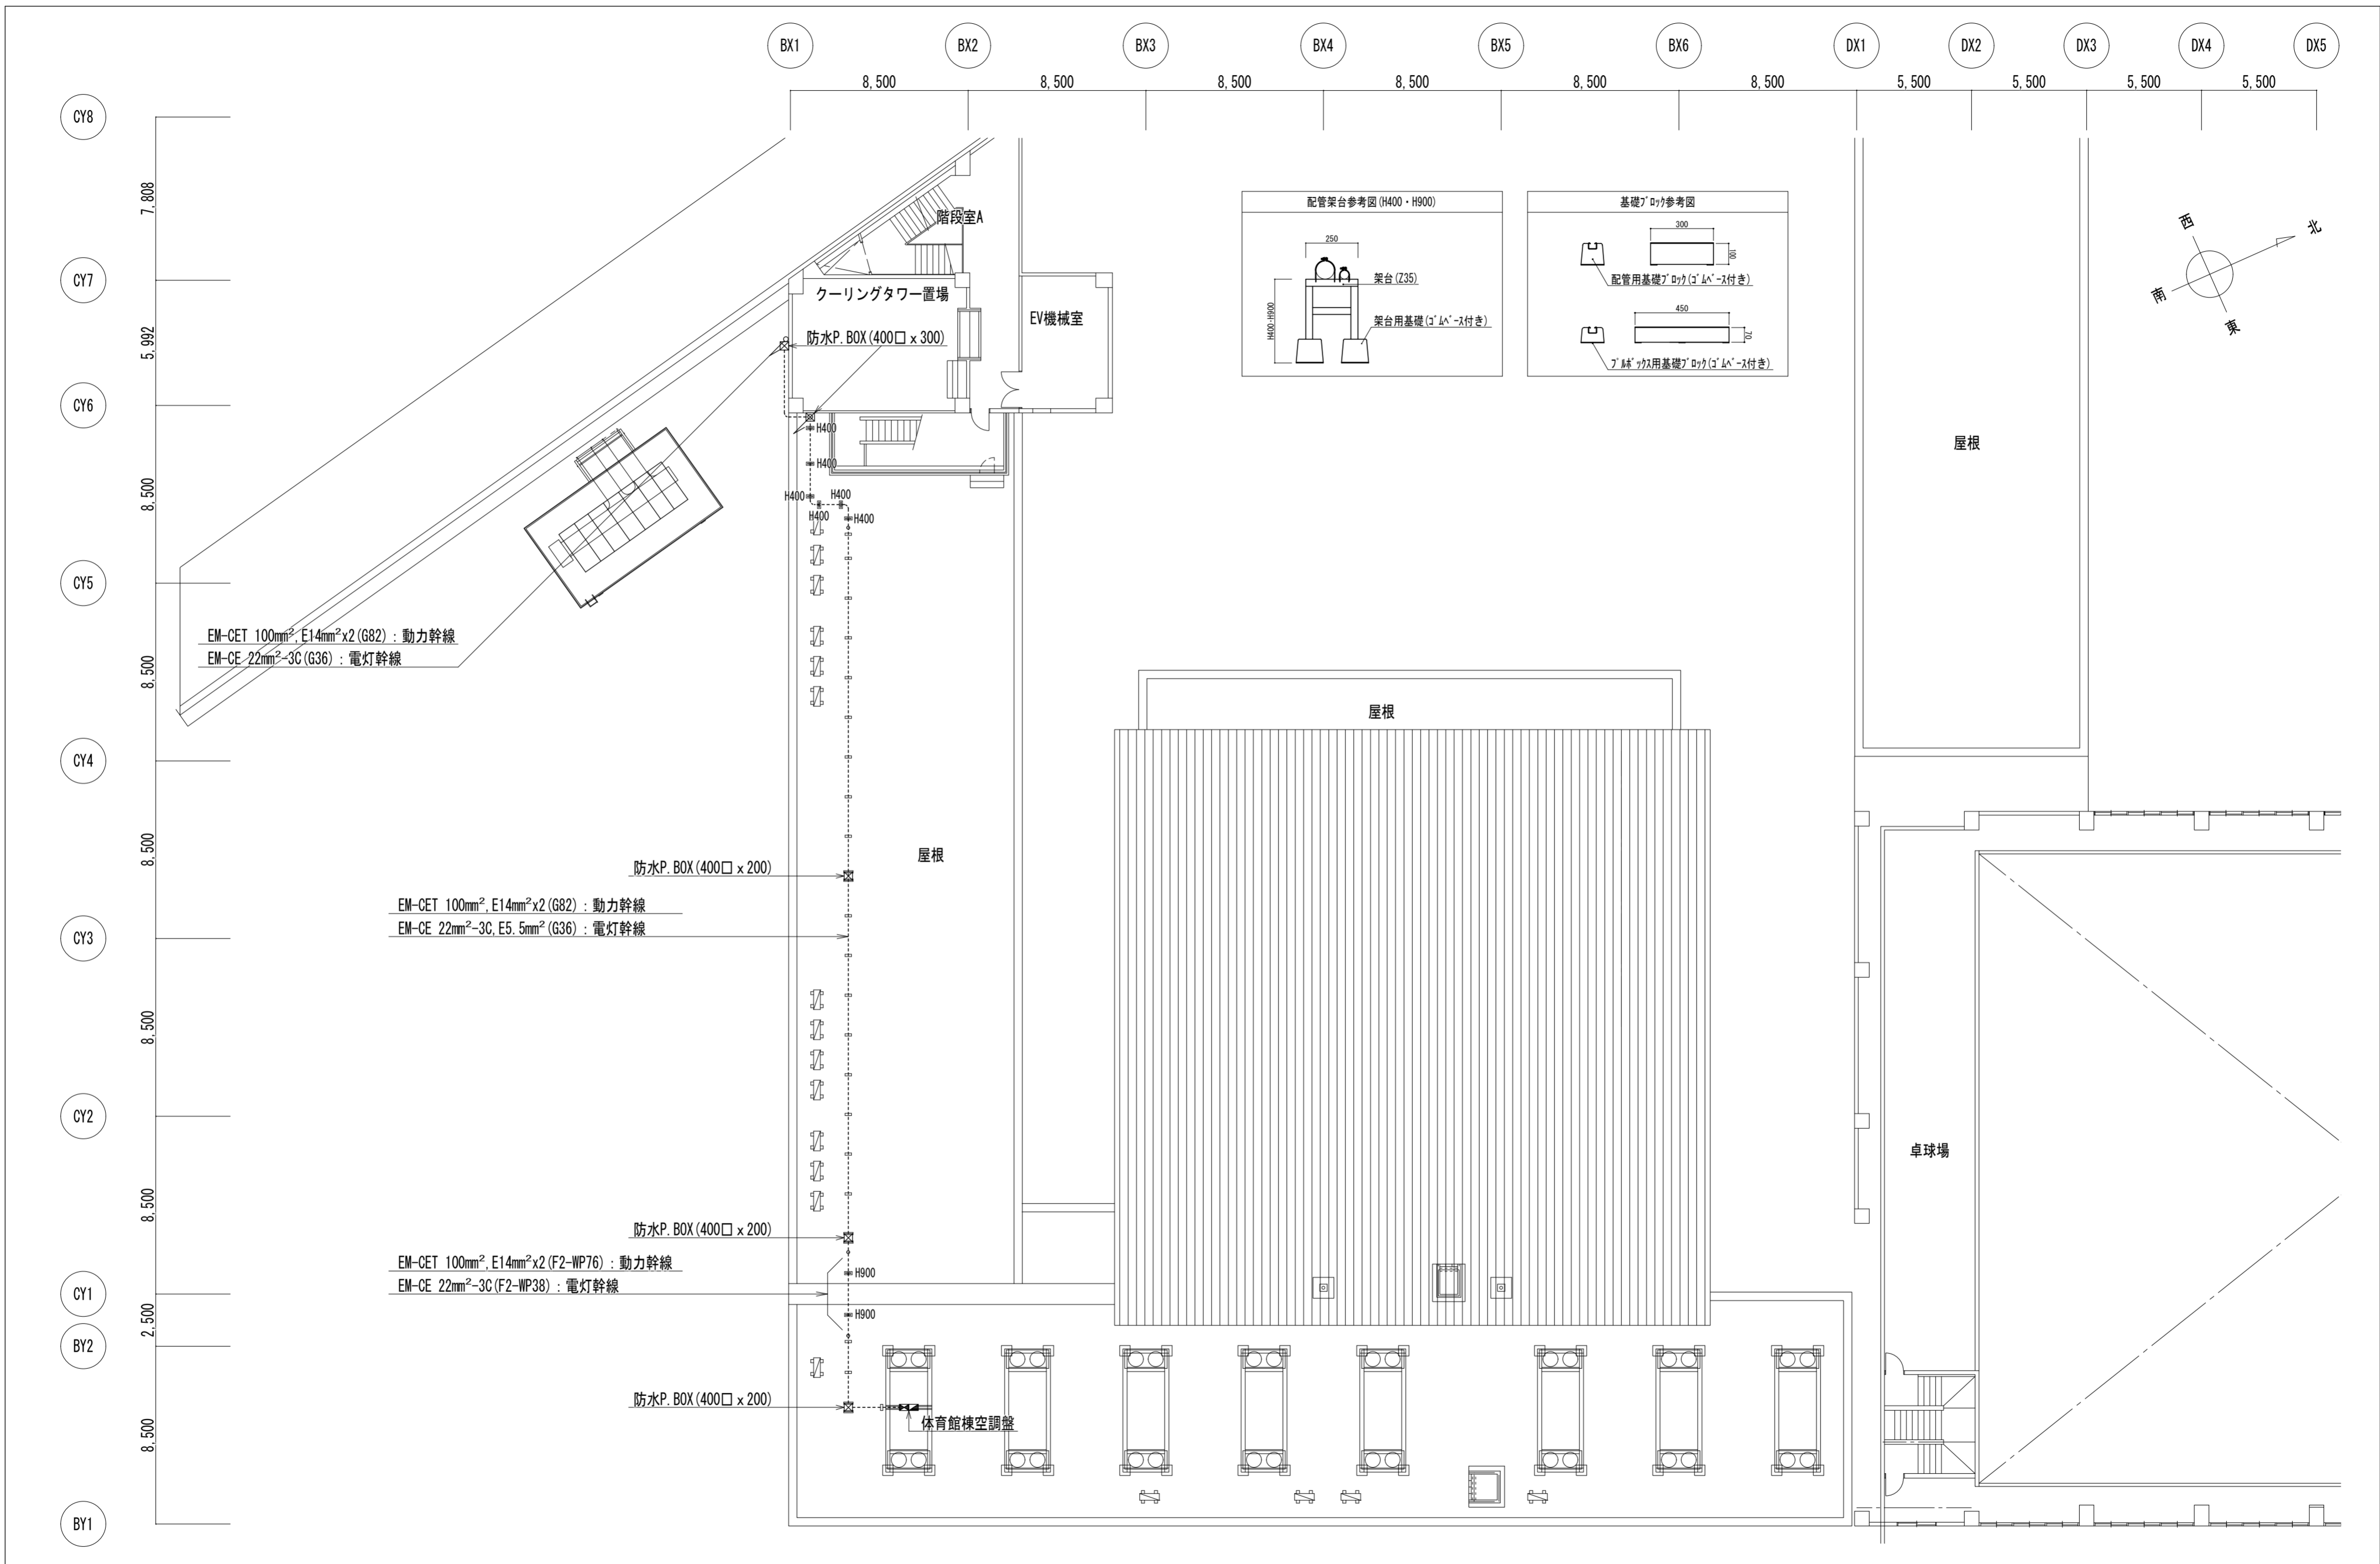 BX1 BX2 BX3 BX4 BX5 BX6 DX1 DX2 DX3 DX4 DX5
8,500 8,500 8,500 8,500 8,500 8,500 5,500 5,500 5,500 5,500
CY8
7,808
CY7
5,992
CY6
8,500
CY5
8,500
CY4
8,500
CY3
8,500
CY2
8,500
CY1
2,500
BY2
8,500
BY1
階段室A
クーリングタワー置場
EV機械室
防水P.BOX(400□ x 300)
H400
H400
H400
H400
H400
H400
配管架台参考図(H400・H900)
250
架台(Z35)
H400・H900
架台用基礎(ゴムベース付き)
基礎ブロック参考図
300
100
配管用基礎ブロック(ゴムベース付き)
450
70
プルボックス用基礎ブロック(ゴムベース付き)
西
北
南
東
屋根
EM-CET 100mm²,E14mm²x2(G82) : 動力幹線
EM-CE 22mm²-3C(G36) : 電灯幹線
屋根
屋根
防水P.BOX(400□ x 200)
EM-CET 100mm²,E14mm²x2(G82) : 動力幹線
EM-CE 22mm²-3C,E5.5mm²(G36) : 電灯幹線
卓球場
防水P.BOX(400□ x 200)
EM-CET 100mm²,E14mm²x2(F2-WP76) : 動力幹線
EM-CE 22mm²-3C(F2-WP38) : 電灯幹線
H900
H900
防水P.BOX(400□ x 200)
体育館棟空調盤